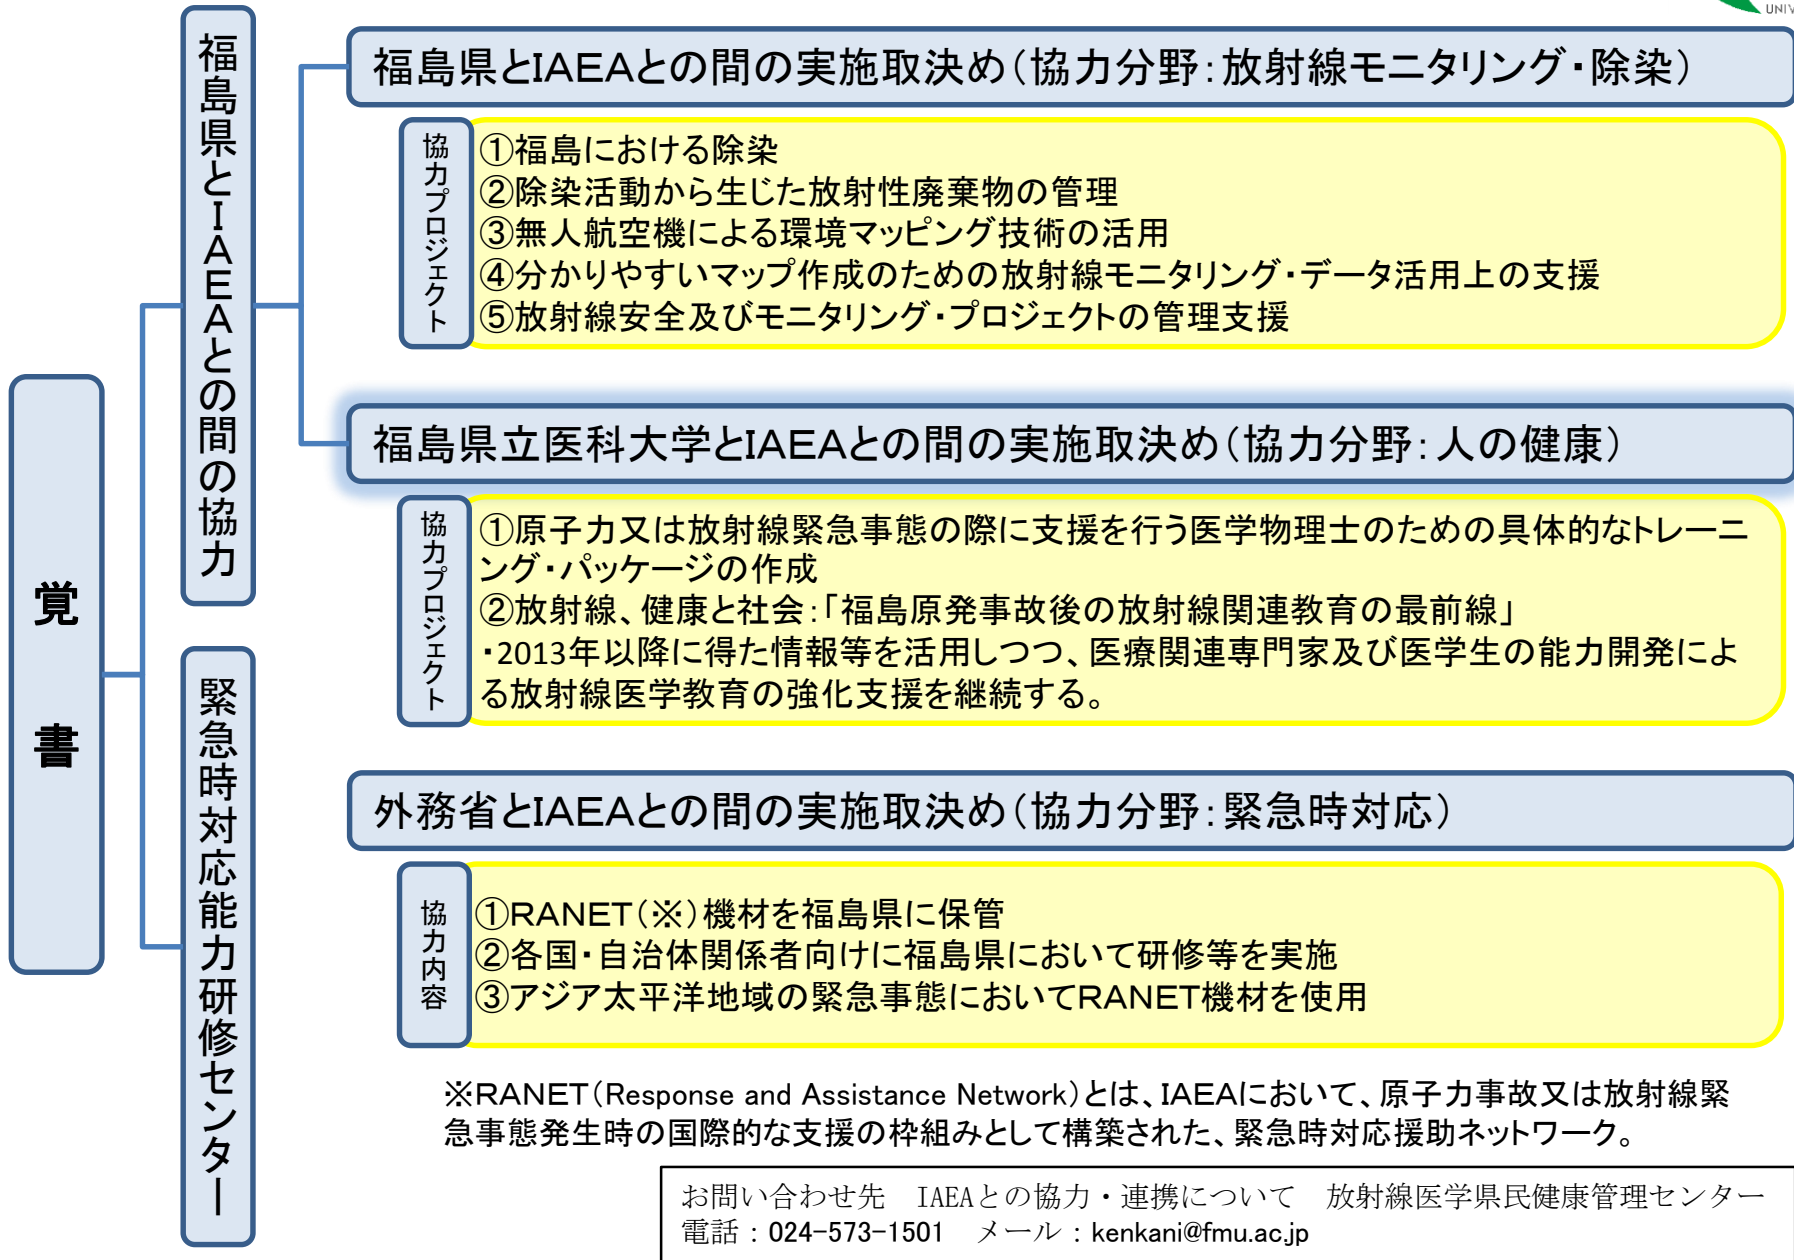 UNIV
覚書
福島県とIAEAとの間の協力
緊急時対応能力研修センター
福島県とIAEAとの間の実施取決め(協力分野:放射線モニタリング・除染)
協力プロジェクト
①福島における除染
②除染活動から生じた放射性廃棄物の管理
③無人航空機による環境マッピング技術の活用
④分かりやすいマップ作成のための放射線モニタリング・データ活用上の支援
⑤放射線安全及びモニタリング・プロジェクトの管理支援
福島県立医科大学とIAEAとの間の実施取決め(協力分野:人の健康)
協力プロジェクト
①原子力又は放射線緊急事態の際に支援を行う医学物理士のための具体的なトレーニ
ング・パッケージの作成
②放射線、健康と社会:「福島原発事故後の放射線関連教育の最前線」
・2013年以降に得た情報等を活用しつつ、医療関連専門家及び医学生の能力開発によ
る放射線医学教育の強化支援を継続する。
外務省とIAEAとの間の実施取決め(協力分野:緊急時対応)
協力内容
①RANET(※)機材を福島県に保管
②各国・自治体関係者向けに福島県において研修等を実施
③アジア太平洋地域の緊急事態においてRANET機材を使用
※RANET(Response and Assistance Network)とは、IAEAにおいて、原子力事故又は放射線緊
急事態発生時の国際的な支援の枠組みとして構築された、緊急時対応援助ネットワーク。
お問い合わせ先 IAEAとの協力・連携について 放射線医学県民健康管理センター
電話:024-573-1501 メール:kenkani@fmu.ac.jp